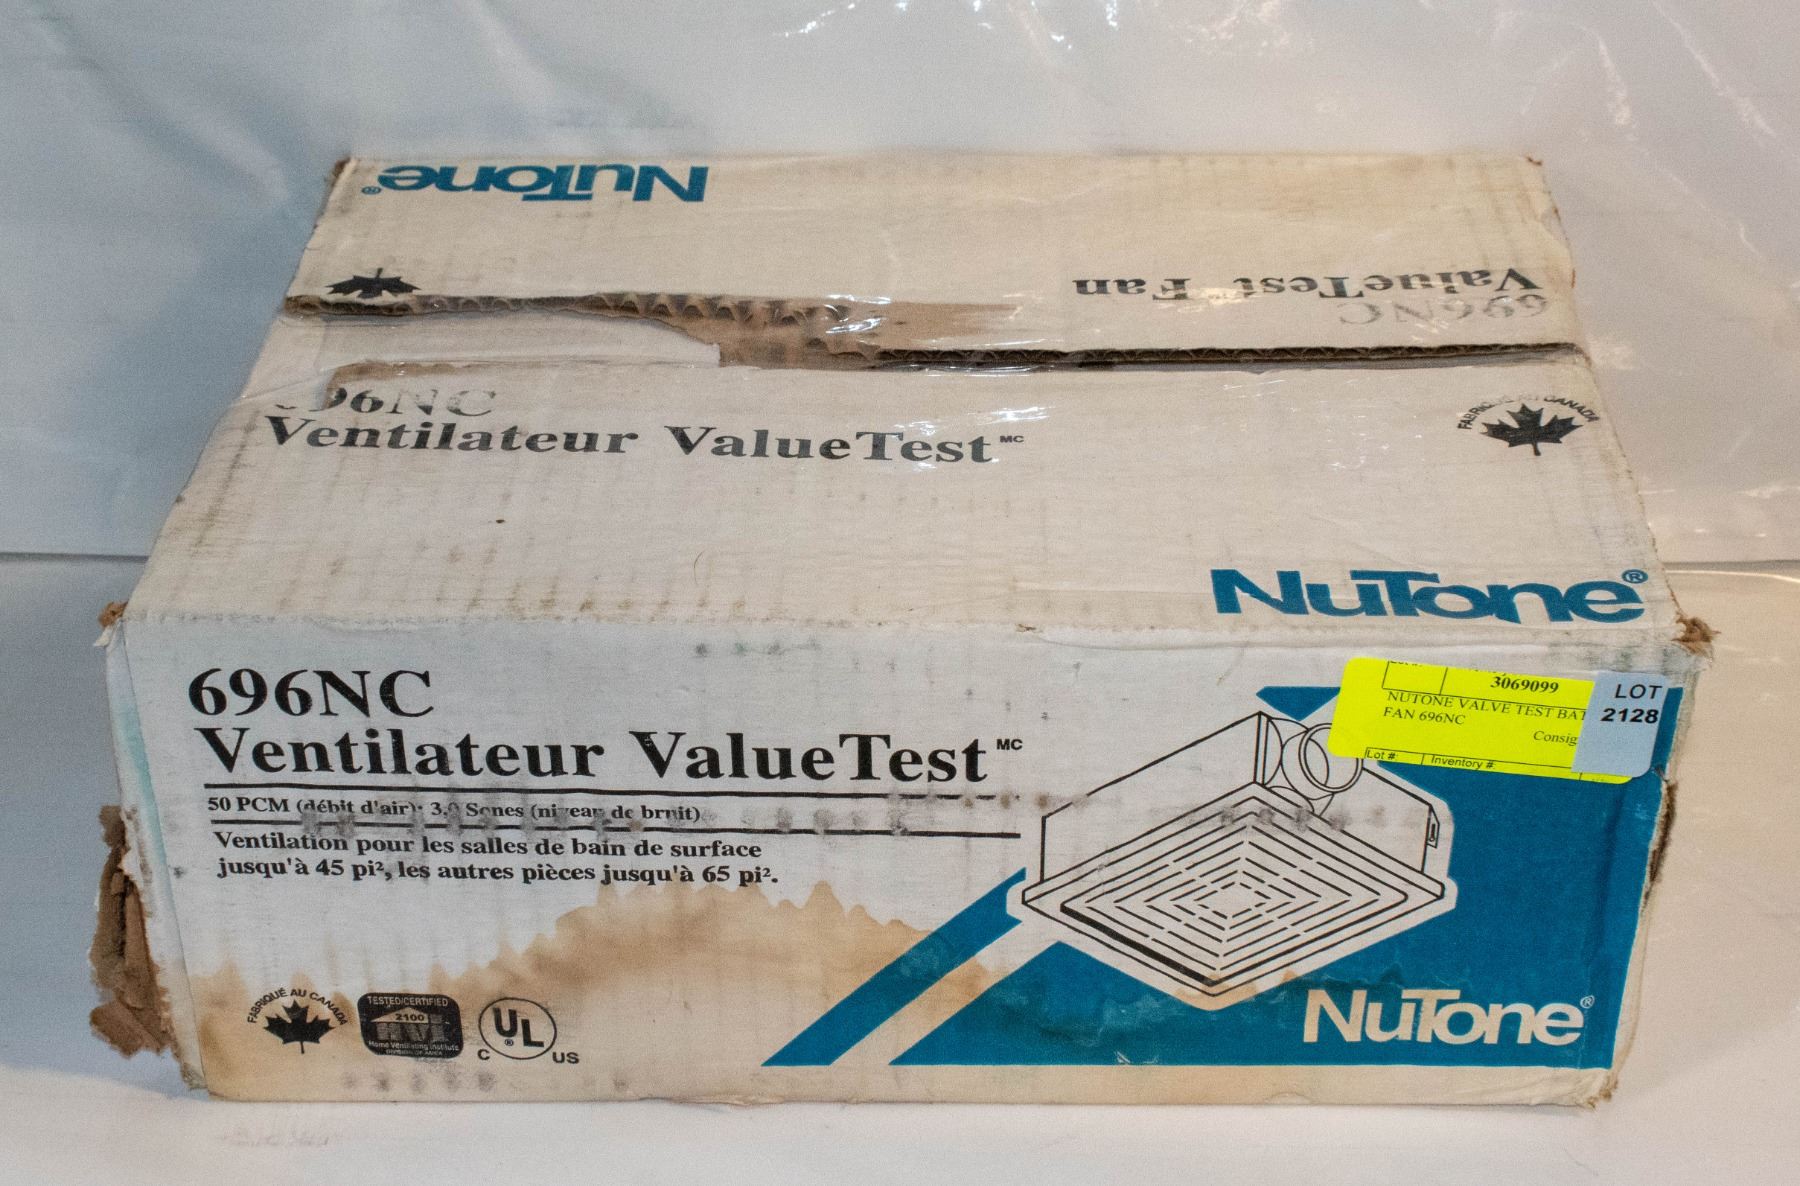 NuTone®
ValueTest Fan
696NC
96NC
Ventilateur ValueTest MC
FABRIQUÉ AU CANADA
NuTone®
696NC
Ventilateur ValueTest MC
50 PCM (débit d'air): 3.0 Sones (niveau de bruit)
Ventilation pour les salles de bain de surface
jusqu'à 45 pi², les autres pièces jusqu'à 65 pi².
3069099
NUTONE VALVE TEST BAT
FAN 696NC
Consig
Lot #:
Inventory #:
LOT
2128
FABRIQUÉ AU CANADA
TESTED/CERTIFIED
2100
HVI
Home Ventilating Institute
C UL® US
NuTone®